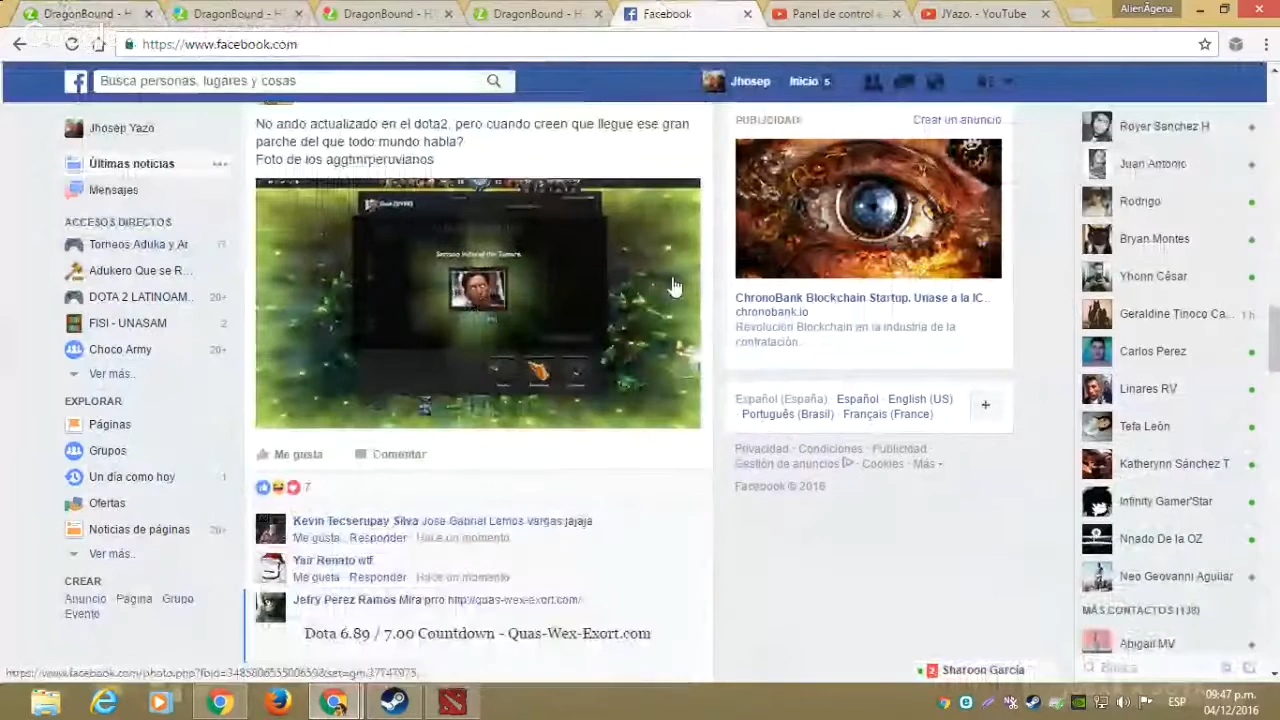 DragonBound - H
DragonBound - H
DragonBound - H
DragonBound - H
Facebook
Panel de control
JYazo. - YouTube
AlienAgena
https://www.facebook.com
Busca personas, lugares y cosas
Jhosep
Inicio 5
Jhosep Yazo
Últimas noticias
Mensajes
ACCESOS DIRECTOS
Torneos Aduka y Ar
Adukero Que se R...
DOTA 2 LATINOAM.. 20+
FISI - UNASAM 2
Choco Army 20+
Ver más..
EXPLORAR
Páginas
Grupos
Un día como hoy 1
Ofertas
Noticias de páginas 20+
Ver más..
CREAR
Anuncio Página Grupo
Evento
No ando actualizado en el dota2, pero cuando creen que llegue ese gran
parche del que todo mundo habla?
Foto de los aggtmrperuvianos
Me gusta Comentar
7
Kevin Tecserupay Silva Jose Gabriel Lemos vargas jajaja
Me gusta · Responder · Hace un momento
Yair Renato wtf
Me gusta · Responder · Hace un momento
Jefry Perez Ramos Mira prro http://quas-wex-exort.com/
Dota 6.89 / 7.00 Countdown - Quas-Wex-Exort.com
PUBLICIDAD
Crear un anuncio
ChronoBank Blockchain Startup. Unase a la IC..
chronobank.io
Revolución Blockchain en la industria de la
contratación.
Español (España) · Español · English (US)
Português (Brasil) · Français (France)
+
Privacidad · Condiciones · Publicidad ·
Gestión de anuncios · Cookies · Más
Facebook © 2016
Royer Sanchez H
Juan Antonio
Rodrigo
Bryan Montes
Yhonn César
Geraldine Tinoco Ca... 1 h
Carlos Perez
Linares RV
Tefa León
Katherynn Sánchez T
Infinity Gamer'Star
Nnado De la OZ
Neo Geovanni Aguilar
MÁS CONTACTOS (138)
Abigail MV
Busca
2 Sharoon García
ESP
09:47 p.m.
04/12/2016